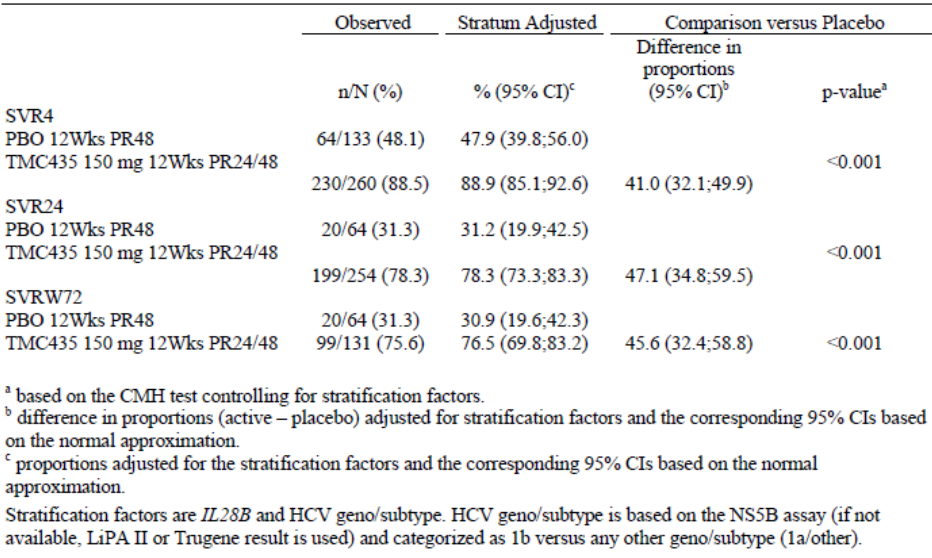 Observed Stratum Adjusted Comparison versus Placebo
Difference in
proportions
n/N (%) % (95% CI)c (95% CI)b p-valuea
SVR4
PBO 12Wks PR48 64/133 (48.1) 47.9 (39.8;56.0)
TMC435 150 mg 12Wks PR24/48 <0.001
230/260 (88.5) 88.9 (85.1;92.6) 41.0 (32.1;49.9)
SVR24
PBO 12Wks PR48 20/64 (31.3) 31.2 (19.9;42.5)
TMC435 150 mg 12Wks PR24/48 <0.001
199/254 (78.3) 78.3 (73.3;83.3) 47.1 (34.8;59.5)
SVRW72
PBO 12Wks PR48 20/64 (31.3) 30.9 (19.6;42.3)
TMC435 150 mg 12Wks PR24/48 99/131 (75.6) 76.5 (69.8;83.2) 45.6 (32.4;58.8) <0.001
a based on the CMH test controlling for stratification factors.
b difference in proportions (active – placebo) adjusted for stratification factors and the corresponding 95% CIs based
on the normal approximation.
c proportions adjusted for the stratification factors and the corresponding 95% CIs based on the normal
approximation.
Stratification factors are IL28B and HCV geno/subtype. HCV geno/subtype is based on the NS5B assay (if not
available, LiPA II or Trugene result is used) and categorized as 1b versus any other geno/subtype (1a/other).